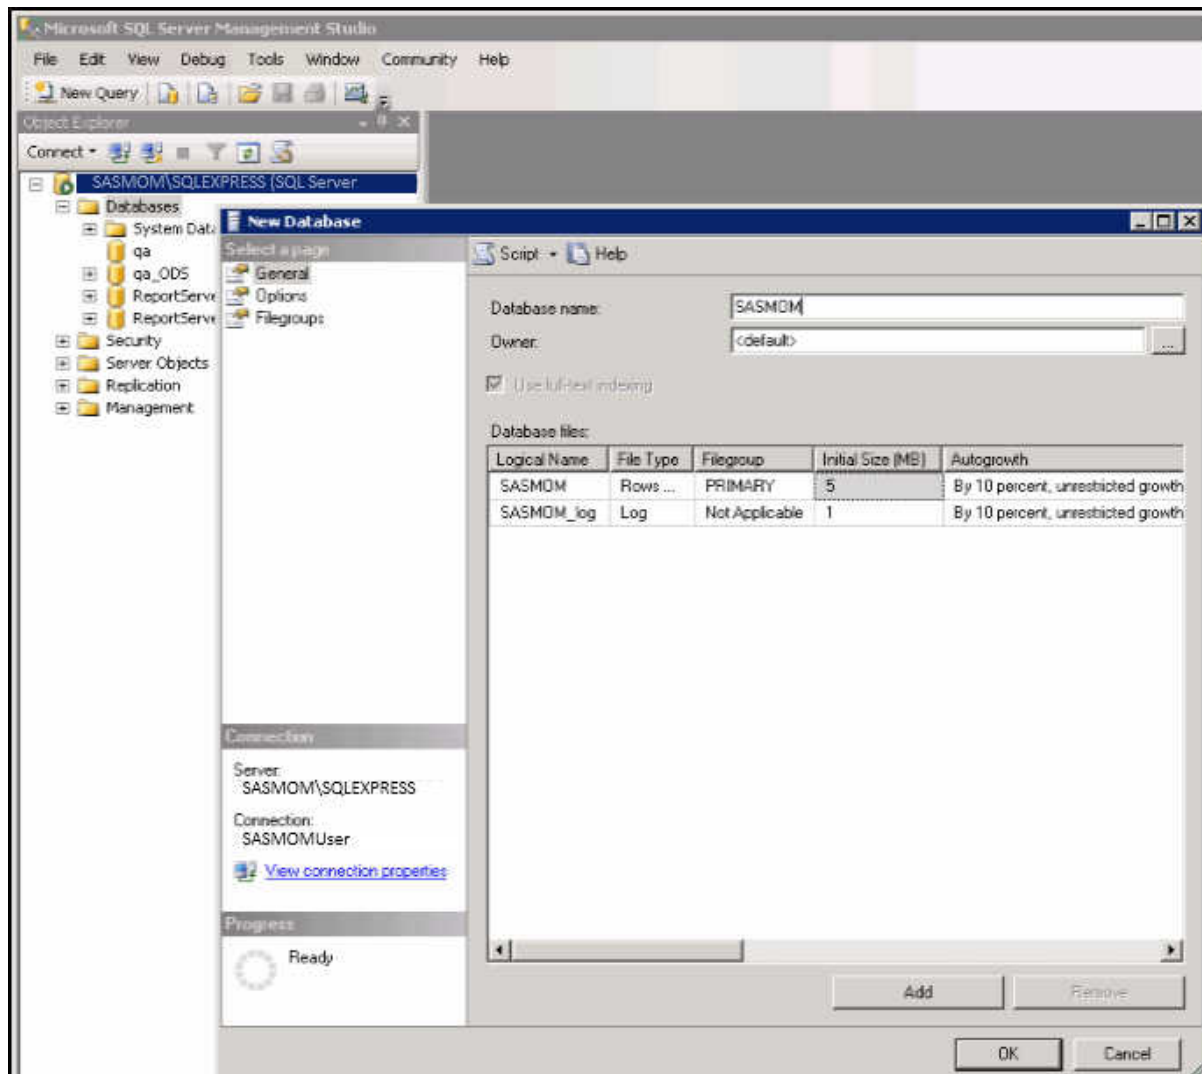 Microsoft SQL Server Management Studio
File Edit View Debug Tools Window Community Help
New Query
Object Explorer
Connect
SASMOM\SQLEXPRESS (SQL Server
Databases
System Data
qa
qa_ODS
ReportServe
ReportServe
Security
Server Objects
Replication
Management
New Database
Select a page
General
Options
Filegroups
Script Help
Database name: SASMOM
Owner: <default>
...
Use full-text indexing
Database files:
Logical Name File Type Filegroup Initial Size (MB) Autogrowth
SASMOM Rows ... PRIMARY 5 By 10 percent, unrestricted growth
SASMOM_log Log Not Applicable 1 By 10 percent, unrestricted growth
Connection
Server:
SASMOM\SQLEXPRESS
Connection:
SASMOMUser
View connection properties
Progress
Ready
Add Remove
OK Cancel